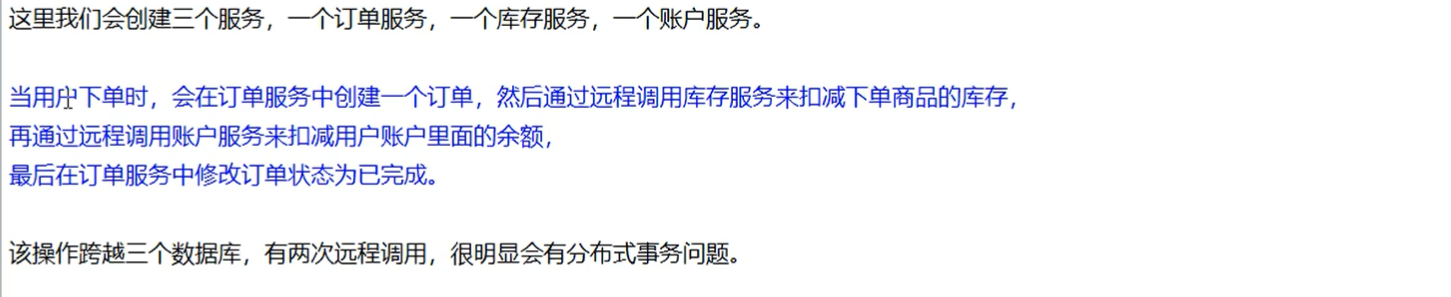 这里我们会创建三个服务，一个订单服务，一个库存服务，一个账户服务。
当用户下单时，会在订单服务中创建一个订单，然后通过远程调用库存服务来扣减下单商品的库存，
再通过远程调用账户服务来扣减用户账户里面的余额，
最后在订单服务中修改订单状态为已完成。
该操作跨越三个数据库，有两次远程调用，很明显会有分布式事务问题。